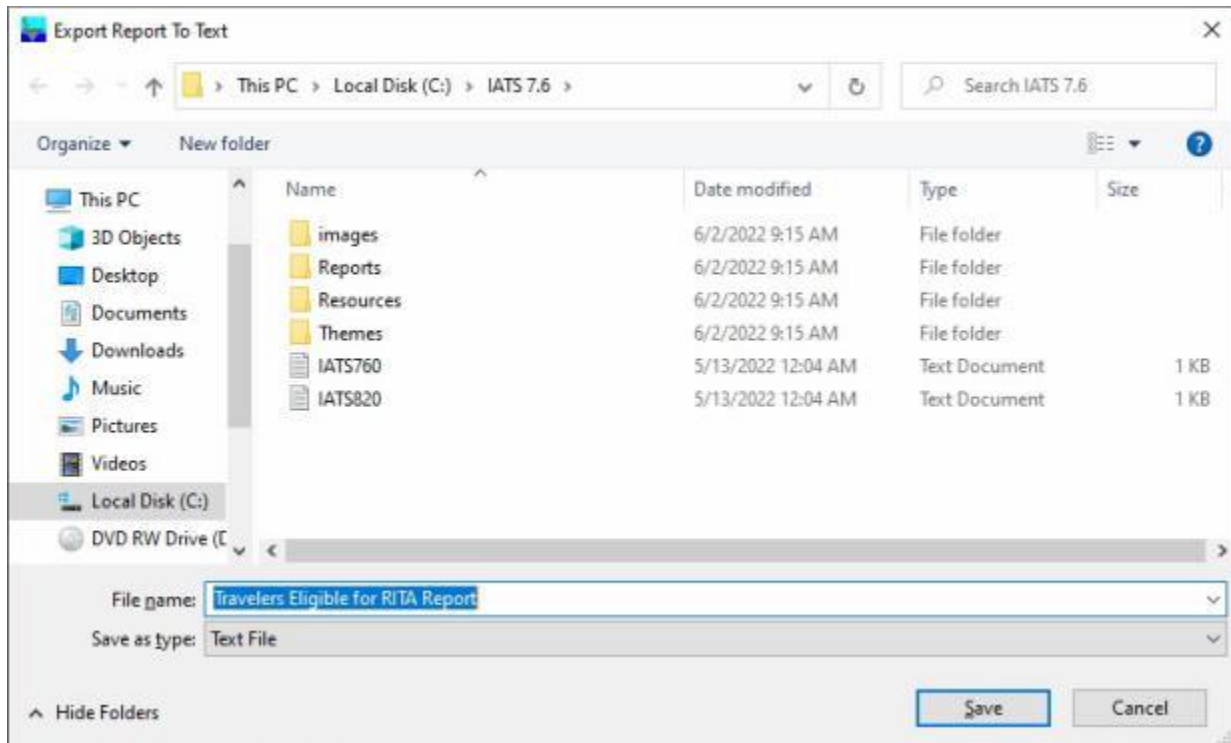 Export Report To Text
This PC > Local Disk (C:) > IATS 7.6 >
Search IATS 7.6
Organize
New folder
This PC
3D Objects
Desktop
Documents
Downloads
Music
Pictures
Videos
Local Disk (C:)
DVD RW Drive (D
Name Date modified Type Size
images 6/2/2022 9:15 AM File folder
Reports 6/2/2022 9:15 AM File folder
Resources 6/2/2022 9:15 AM File folder
Themes 6/2/2022 9:15 AM File folder
IATS760 5/13/2022 12:04 AM Text Document 1 KB
IATS820 5/13/2022 12:04 AM Text Document 1 KB
File name: Travelers Eligible for RITA Report
Save as type: Text File
Hide Folders
Save
Cancel